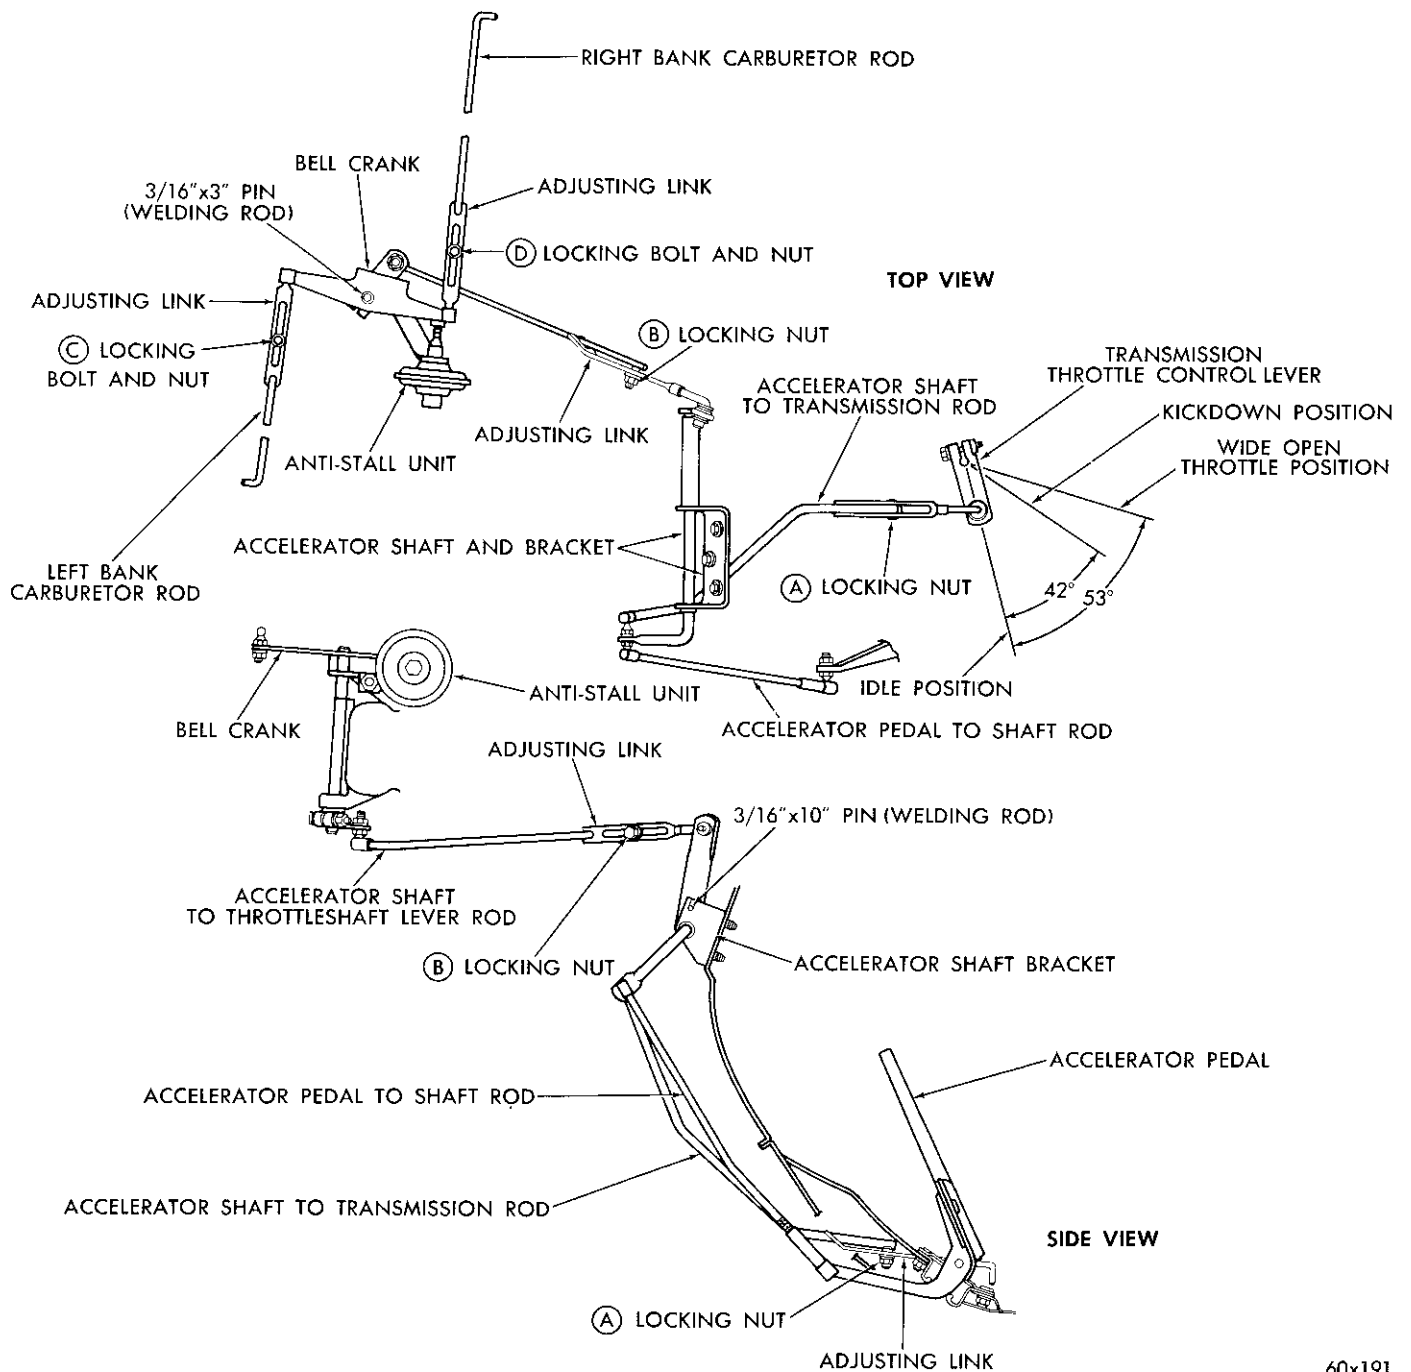 RIGHT BANK CARBURETOR ROD
BELL CRANK
3/16"x3" PIN
(WELDING ROD)
ADJUSTING LINK
D LOCKING BOLT AND NUT
TOP VIEW
ADJUSTING LINK
C LOCKING
BOLT AND NUT
B LOCKING NUT
TRANSMISSION
THROTTLE CONTROL LEVER
ACCELERATOR SHAFT
TO TRANSMISSION ROD
KICKDOWN POSITION
WIDE OPEN
THROTTLE POSITION
ADJUSTING LINK
ANTI-STALL UNIT
ACCELERATOR SHAFT AND BRACKET
LEFT BANK
CARBURETOR ROD
A LOCKING NUT
42°
53°
IDLE POSITION
ANTI-STALL UNIT
BELL CRANK
ACCELERATOR PEDAL TO SHAFT ROD
ADJUSTING LINK
3/16"x10" PIN (WELDING ROD)
ACCELERATOR SHAFT
TO THROTTLESHAFT LEVER ROD
B LOCKING NUT
ACCELERATOR SHAFT BRACKET
ACCELERATOR PEDAL
ACCELERATOR PEDAL TO SHAFT ROD
ACCELERATOR SHAFT TO TRANSMISSION ROD
SIDE VIEW
A LOCKING NUT
ADJUSTING LINK
60x191